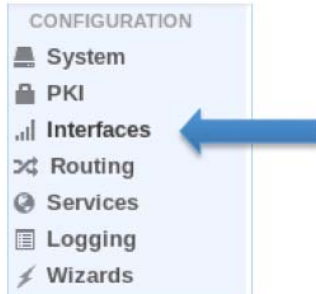 CONFIGURATION
System
PKI
Interfaces
Routing
Services
Logging
Wizards